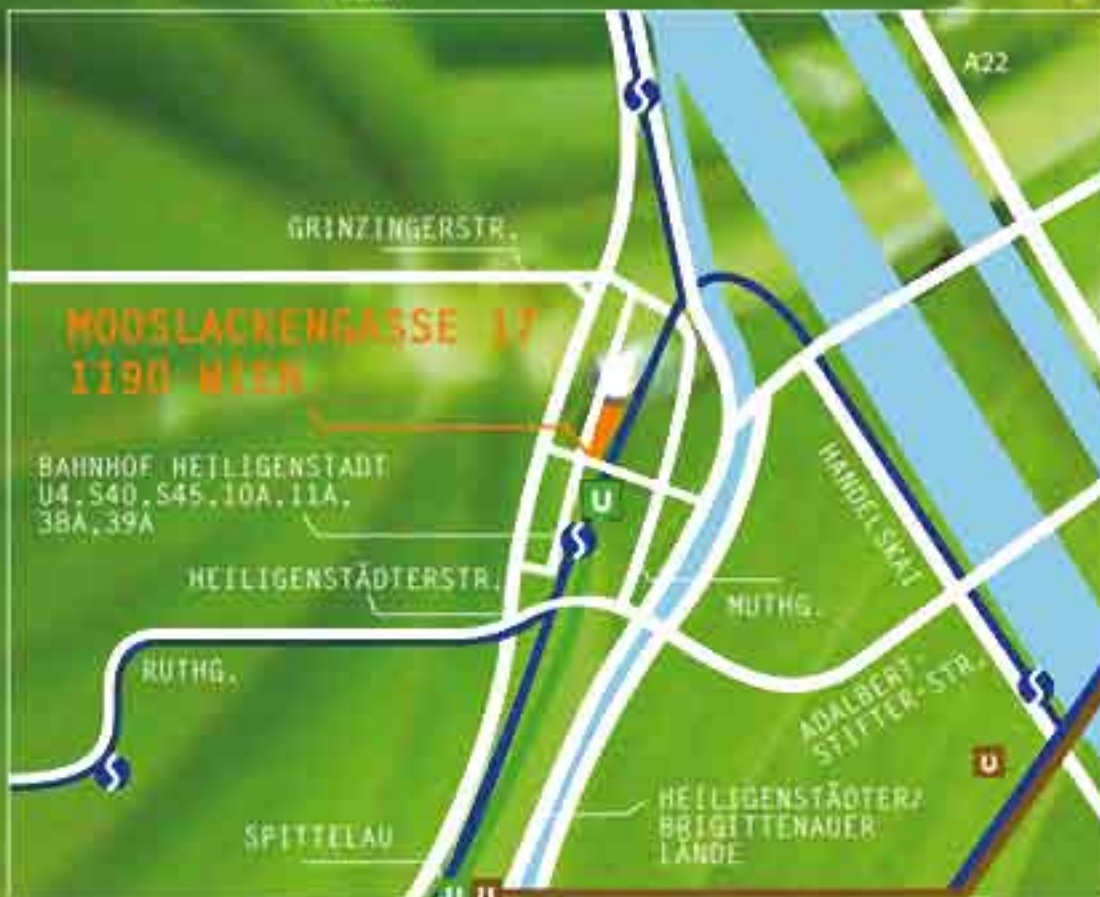 A22
GRINZINGERSTR.
MOOSLACKENGASSE 17
1190 WIEN
BAHNHOF HEILIGENSTADT
U4,S40,S45,10A,11A,
38A,39A
U
HANDELSKAI
HEILIGENSTÄDTERSTR.
MUTHG.
RUTHG.
ADALBERT-
STIFTER-STR.
U
HEILIGENSTÄDTER/
BRIGITTENAUER
LÄNDE
SPITTELAU
U U